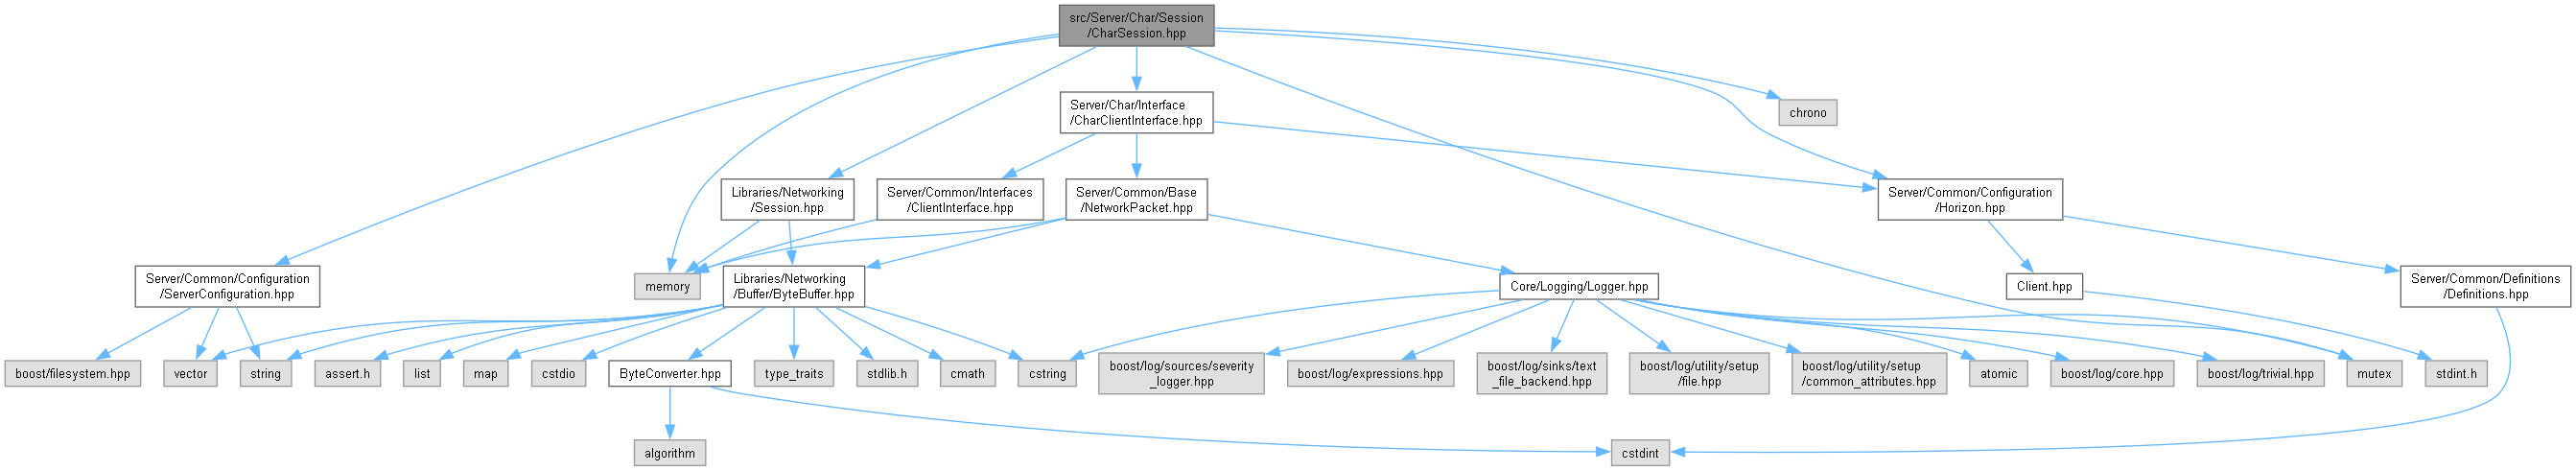 src/Server/Char/Session
/CharSession.hpp
Server/Char/Interface
/CharClientInterface.hpp
chrono
Libraries/Networking
/Session.hpp
Server/Common/Interfaces
/ClientInterface.hpp
Server/Common/Base
/NetworkPacket.hpp
Server/Common/Configuration
/Horizon.hpp
Server/Common/Configuration
/ServerConfiguration.hpp
memory
Libraries/Networking
/Buffer/ByteBuffer.hpp
Core/Logging/Logger.hpp
Client.hpp
Server/Common/Definitions
/Definitions.hpp
boost/filesystem.hpp
vector
string
assert.h
list
map
cstdio
ByteConverter.hpp
type_traits
stdlib.h
cmath
cstring
boost/log/sources/severity
_logger.hpp
boost/log/expressions.hpp
boost/log/sinks/text
_file_backend.hpp
boost/log/utility/setup
/file.hpp
boost/log/utility/setup
/common_attributes.hpp
atomic
boost/log/core.hpp
boost/log/trivial.hpp
mutex
stdint.h
algorithm
cstdint